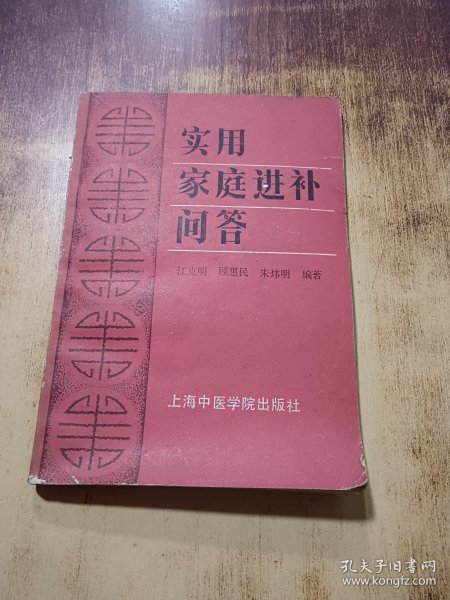 实用
家庭进补
问答
江克明 顾惠民 朱炜明 编著
上海中医学院出版社
孔夫子旧书网
www.kongfz.com